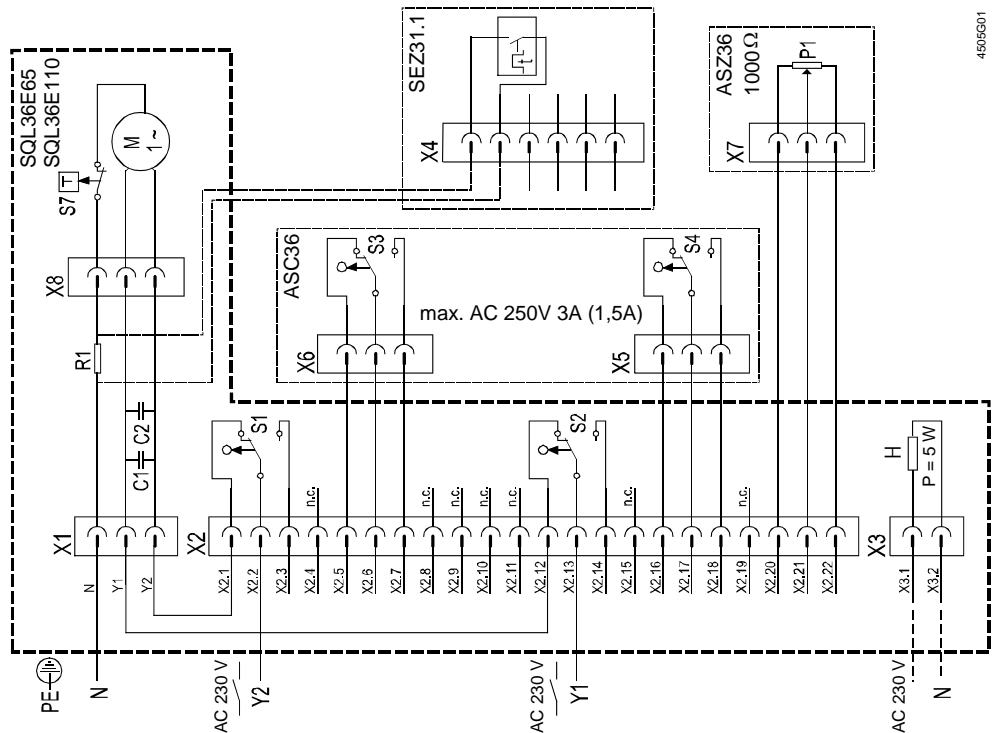 4505G01
SQL36E65
SQL36E110
S7
T
M
1~
X8
R1
C1
C2
X1
N
Y1
Y2
SEZ31.1
X4
t
ASZ36
1000Ω
P1
X7
ASC36
S3
S4
max. AC 250V 3A (1,5A)
X6
X5
S1
S2
H
P = 5 W
X2
n.c.
n.c.
n.c.
n.c.
n.c.
n.c.
n.c.
X3
X2.1
X2.2
X2.3
X2.4
X2.5
X2.6
X2.7
X2.8
X2.9
X2.10
X2.11
X2.12
X2.13
X2.14
X2.15
X2.16
X2.17
X2.18
X2.19
X2.20
X2.21
X2.22
X3.1
X3.2
PE
N
AC 230 V
Y2
AC 230 V
Y1
AC 230 V
N